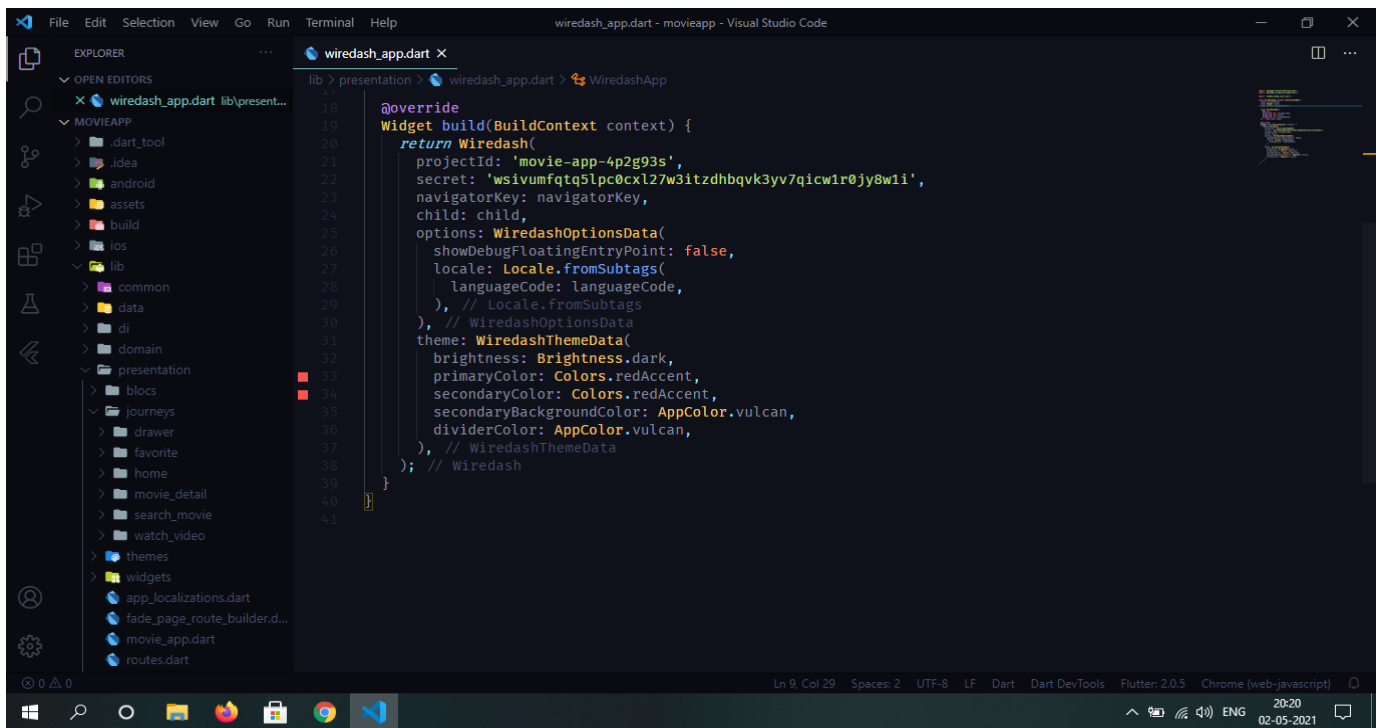 File Edit Selection View Go Run Terminal Help wiredash_app.dart - movieapp - Visual Studio Code
EXPLORER
OPEN EDITORS
wiredash_app.dart lib\present...
MOVIEAPP
.dart_tool
.idea
android
assets
build
ios
lib
common
data
di
domain
presentation
blocs
journeys
drawer
favorite
home
movie_detail
search_movie
watch_video
themes
widgets
app_localizations.dart
fade_page_route_builder.d...
movie_app.dart
routes.dart
wiredash_app.dart
lib > presentation > wiredash_app.dart > WiredashApp
17
18 @override
19 Widget build(BuildContext context) {
20 return Wiredash(
21 projectId: 'movie-app-4p2g93s',
22 secret: 'wsivumfqtq5lpc0cxl27w3itzdhbqvk3yv7qicw1r0jy8w1i',
23 navigatorKey: navigatorKey,
24 child: child,
25 options: WiredashOptionsData(
26 showDebugFloatingEntryPoint: false,
27 locale: Locale.fromSubtags(
28 languageCode: languageCode,
29 ), // Locale.fromSubtags
30 ), // WiredashOptionsData
31 theme: WiredashThemeData(
32 brightness: Brightness.dark,
33 primaryColor: Colors.redAccent,
34 secondaryColor: Colors.redAccent,
35 secondaryBackgroundColor: AppColor.vulcan,
36 dividerColor: AppColor.vulcan,
37 ), // WiredashThemeData
38 ); // Wiredash
39 }
40 }
41
0 0 Ln 9, Col 29 Spaces: 2 UTF-8 LF Dart Dart DevTools Flutter: 2.0.5 Chrome (web-javascript)
ENG 20:20
02-05-2021